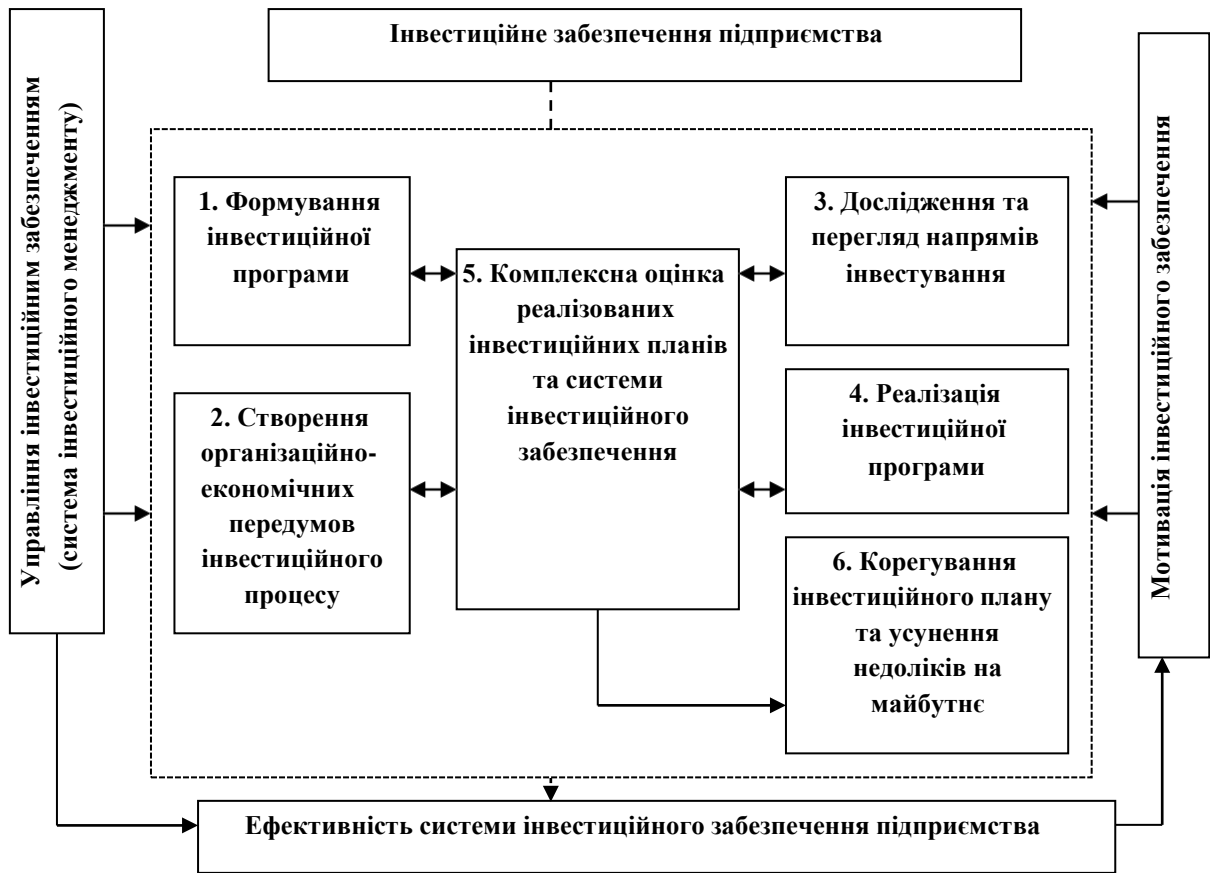 Інвестиційне забезпечення підприємства
Управління інвестиційним забезпеченням
(система інвестиційного менеджменту)
1. Формування
інвестиційної
програми
2. Створення
організаційно-
економічних
передумов
інвестиційного
процесу
5. Комплексна оцінка
реалізованих
інвестиційних планів
та системи
інвестиційного
забезпечення
3. Дослідження та
перегляд напрямів
інвестування
4. Реалізація
інвестиційної
програми
6. Корегування
інвестиційного плану
та усунення
недоліків на
майбутнє
Мотивація інвестиційного забезпечення
Ефективність системи інвестиційного забезпечення підприємства